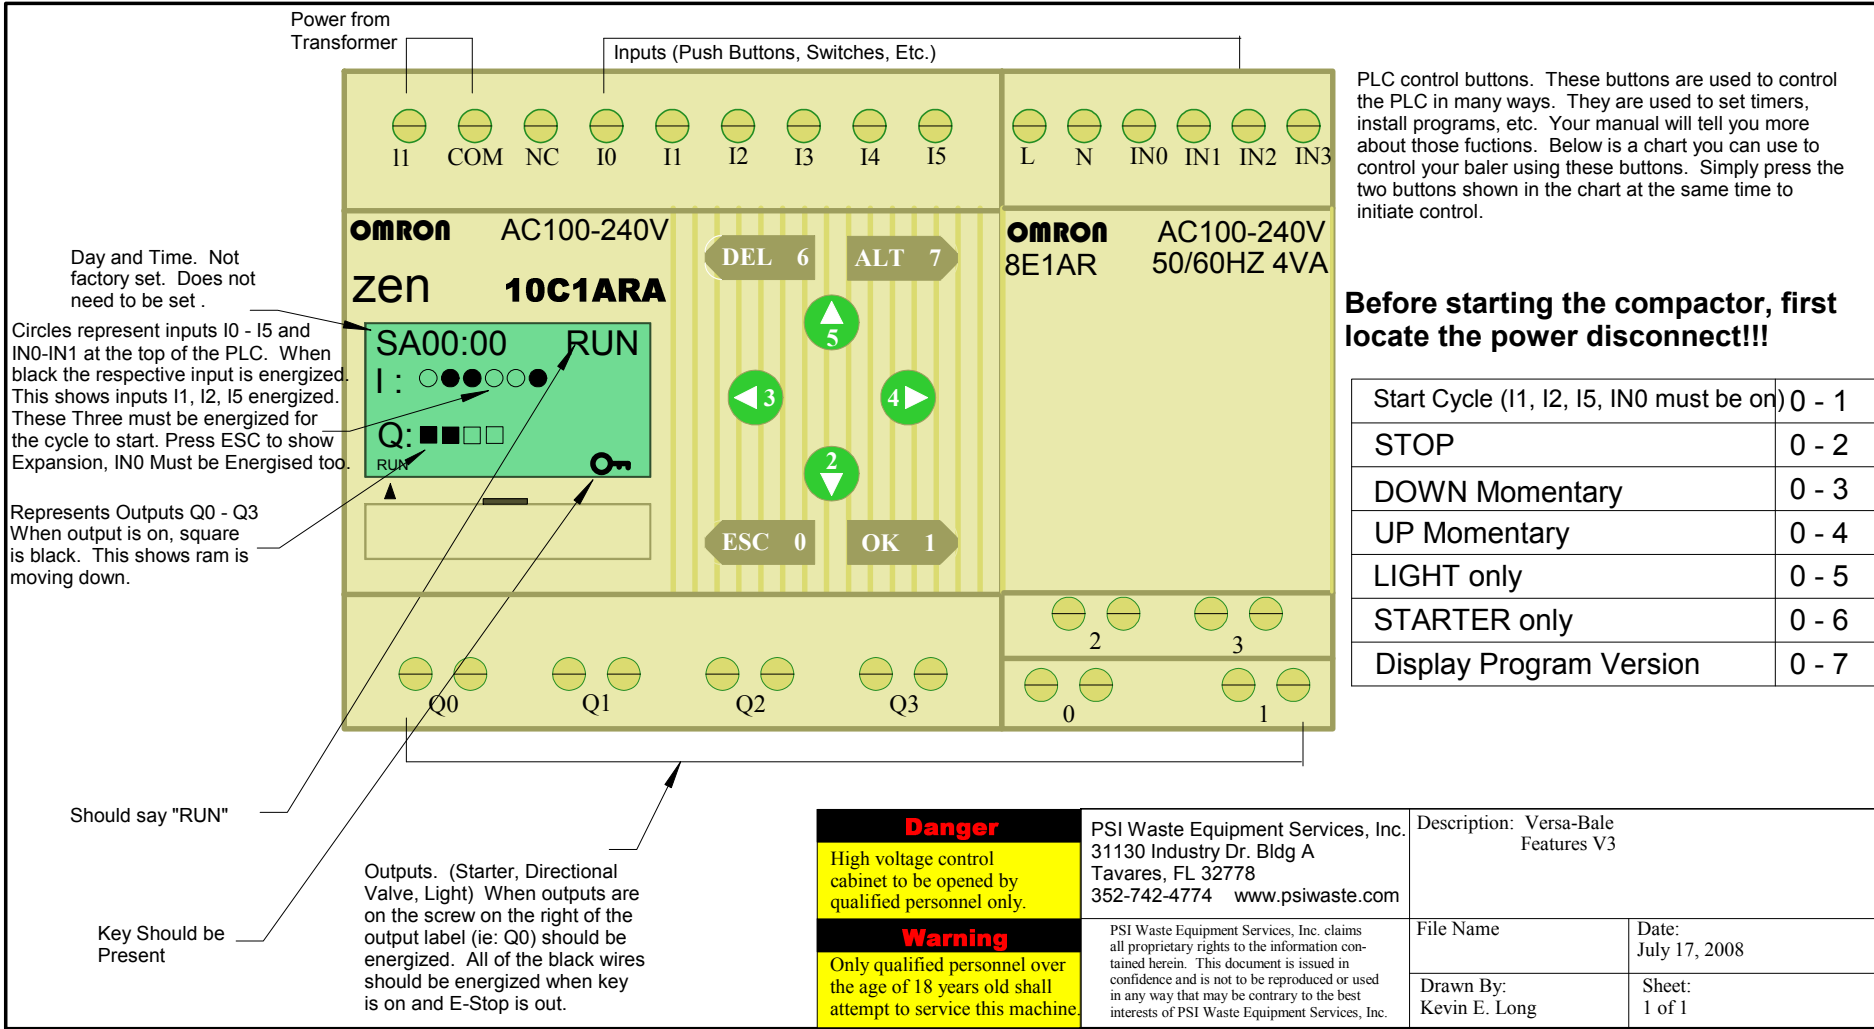 Power from
Transformer
Inputs (Push Buttons, Switches, Etc.)
I1 COM NC I0 I1 I2 I3 I4 I5
L N IN0 IN1 IN2 IN3
PLC control buttons. These buttons are used to control
the PLC in many ways. They are used to set timers,
install programs, etc. Your manual will tell you more
about those fuctions. Below is a chart you can use to
control your baler using these buttons. Simply press the
two buttons shown in the chart at the same time to
initiate control.
Day and Time. Not
factory set. Does not
need to be set .
Circles represent inputs I0 - I5 and
IN0-IN1 at the top of the PLC. When
black the respective input is energized.
This shows inputs I1, I2, I5 energized.
These Three must be energized for
the cycle to start. Press ESC to show
Expansion, IN0 Must be Energised too.
Represents Outputs Q0 - Q3
When output is on, square
is black. This shows ram is
moving down.
OMRON AC100-240V
zen 10C1ARA
SA00:00 RUN
I :
Q:
RUN
DEL 6
ALT 7
5
3
4
2
ESC 0
OK 1
OMRON AC100-240V
8E1AR 50/60HZ 4VA
Before starting the compactor, first
locate the power disconnect!!!
Start Cycle (I1, I2, I5, IN0 must be on) 0 - 1
STOP 0 - 2
DOWN Momentary 0 - 3
UP Momentary 0 - 4
LIGHT only 0 - 5
STARTER only 0 - 6
Display Program Version 0 - 7
Q0 Q1 Q2 Q3
2 3
0 1
Should say "RUN"
Key Should be
Present
Outputs. (Starter, Directional
Valve, Light) When outputs are
on the screw on the right of the
output label (ie: Q0) should be
energized. All of the black wires
should be energized when key
is on and E-Stop is out.
Danger
High voltage control
cabinet to be opened by
qualified personnel only.
Warning
Only qualified personnel over
the age of 18 years old shall
attempt to service this machine.
PSI Waste Equipment Services, Inc.
31130 Industry Dr. Bldg A
Tavares, FL 32778
352-742-4774 www.psiwaste.com
PSI Waste Equipment Services, Inc. claims
all proprietary rights to the information con-
tained herein. This document is issued in
confidence and is not to be reproduced or used
in any way that may be contrary to the best
interests of PSI Waste Equipment Services, Inc.
Description: Versa-Bale
Features V3
File Name
Date:
July 17, 2008
Drawn By:
Kevin E. Long
Sheet:
1 of 1